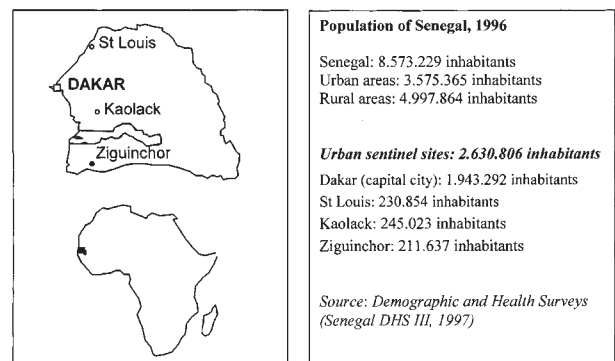 St Louis
DAKAR
Kaolack
Ziguinchor
Population of Senegal, 1996
Senegal: 8.573.229 inhabitants
Urban areas: 3.575.365 inhabitants
Rural areas: 4.997.864 inhabitants
Urban sentinel sites: 2.630.806 inhabitants
Dakar (capital city): 1.943.292 inhabitants
St Louis: 230.854 inhabitants
Kaolack: 245.023 inhabitants
Ziguinchor: 211.637 inhabitants
Source: Demographic and Health Surveys
(Senegal DHS III, 1997)